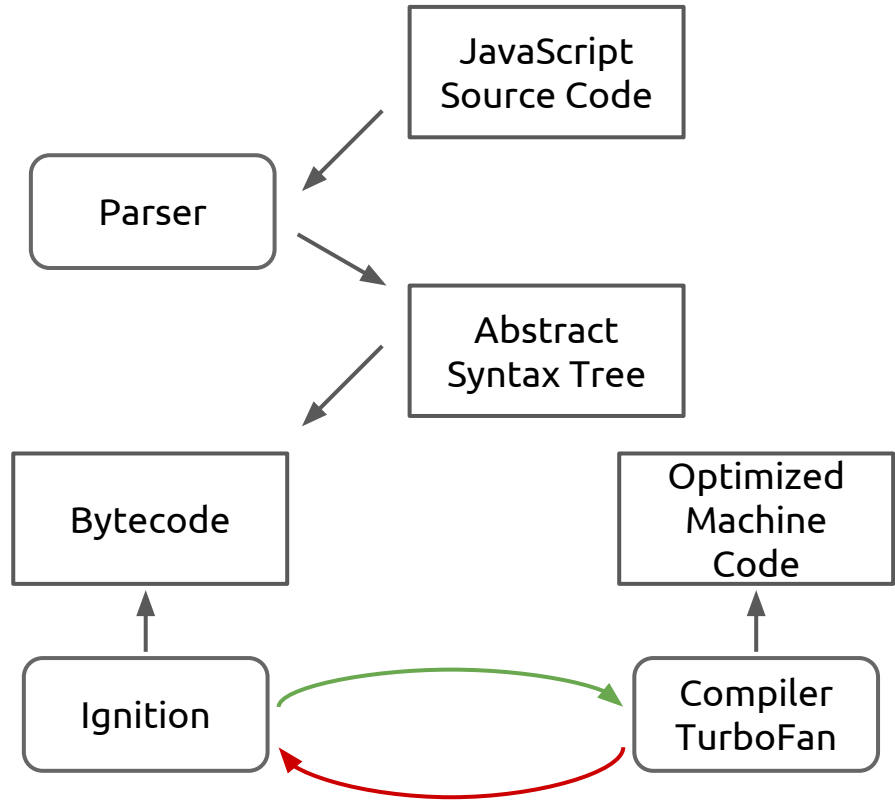 JavaScript
Source Code
Parser
Abstract
Syntax Tree
Bytecode
Optimized
Machine
Code
Ignition
Compiler
TurboFan